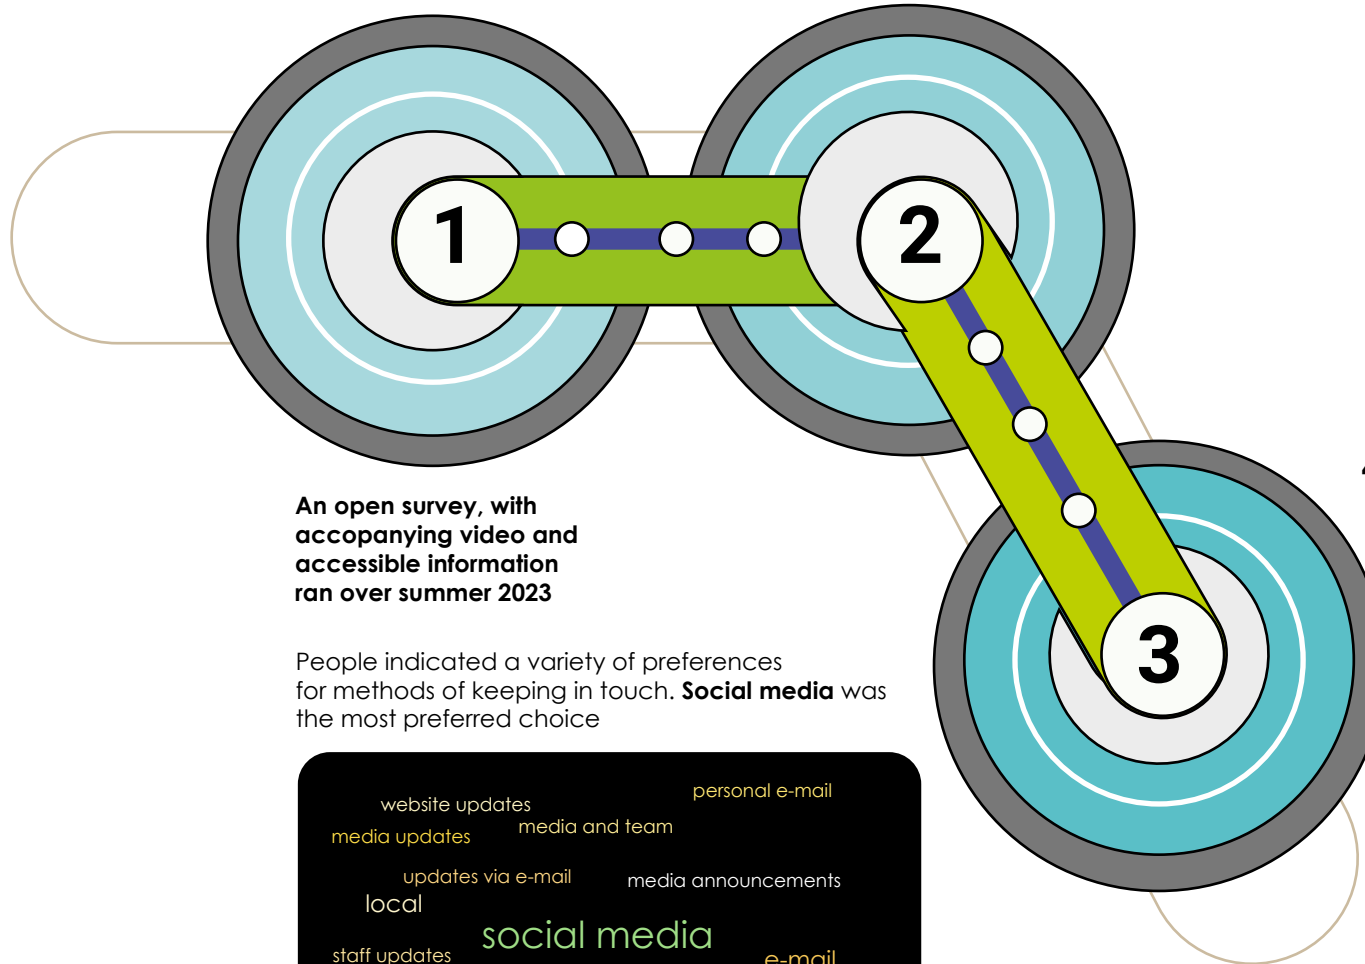 1
2
3
An open survey, with
accopanying video and
accessible information
ran over summer 2023
People indicated a variety of preferences
for methods of keeping in touch. Social media was
the most preferred choice
personal e-mail
website updates
media and team
media updates
updates via e-mail
media announcements
local
social media
staff updates
e-mail